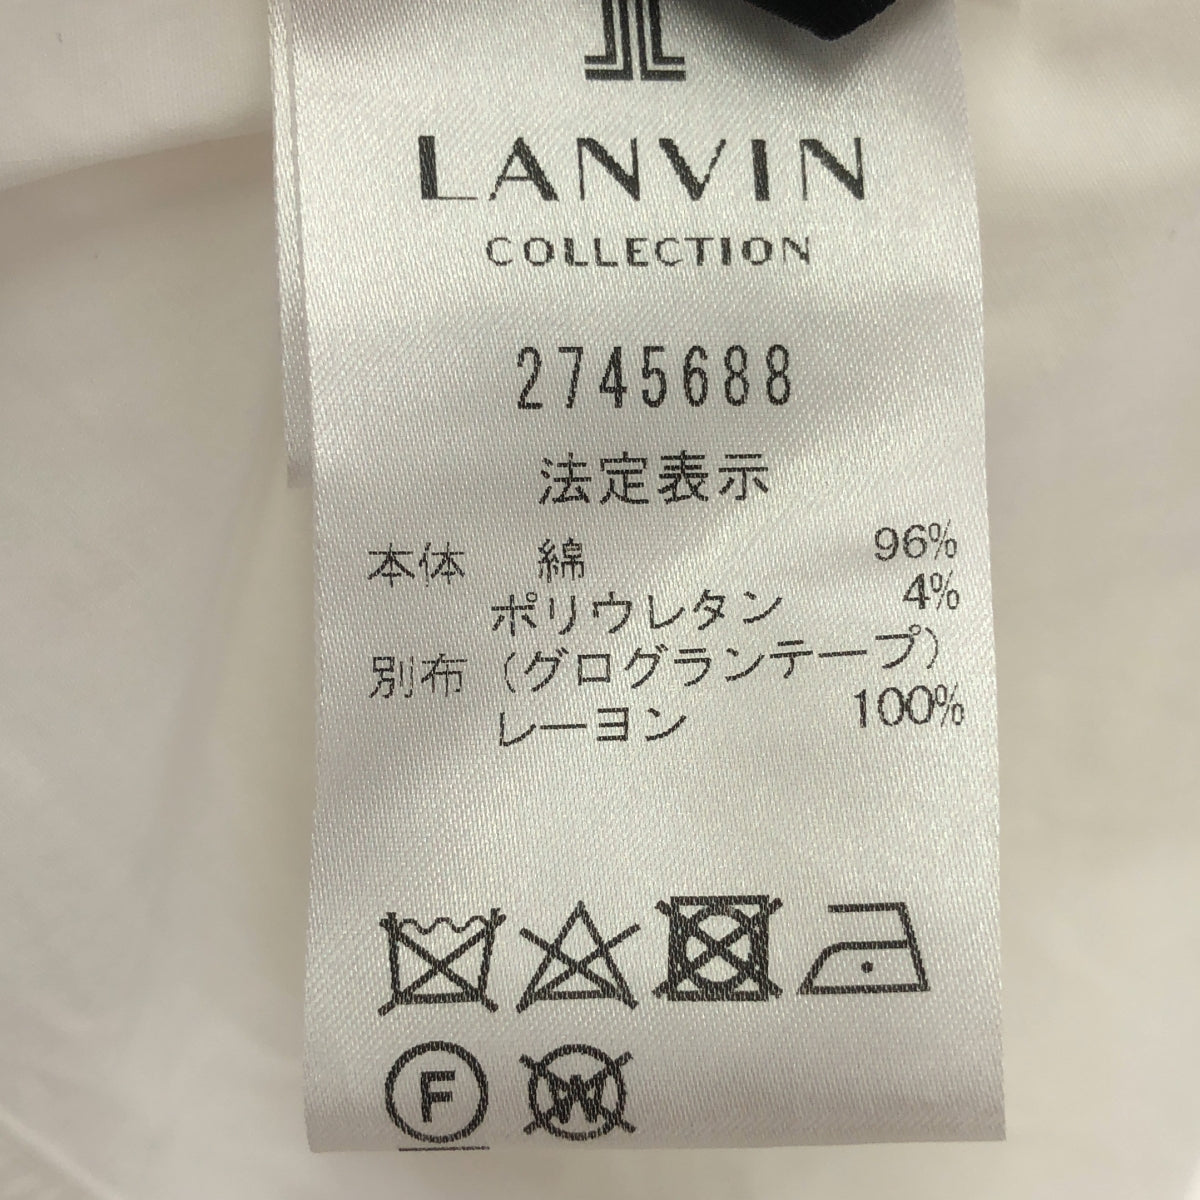 LANVIN
COLLECTION
2745688
法定表示
本体 綿 96%
ポリウレタン 4%
別布 (グログランテープ)
レーヨン 100%
F W